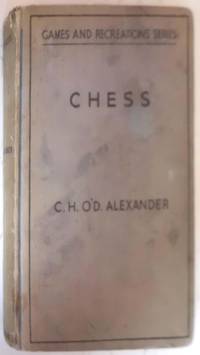 GAMES AND RECREATIONS SERIES
CHESS
C. H. O'D. ALEXANDER